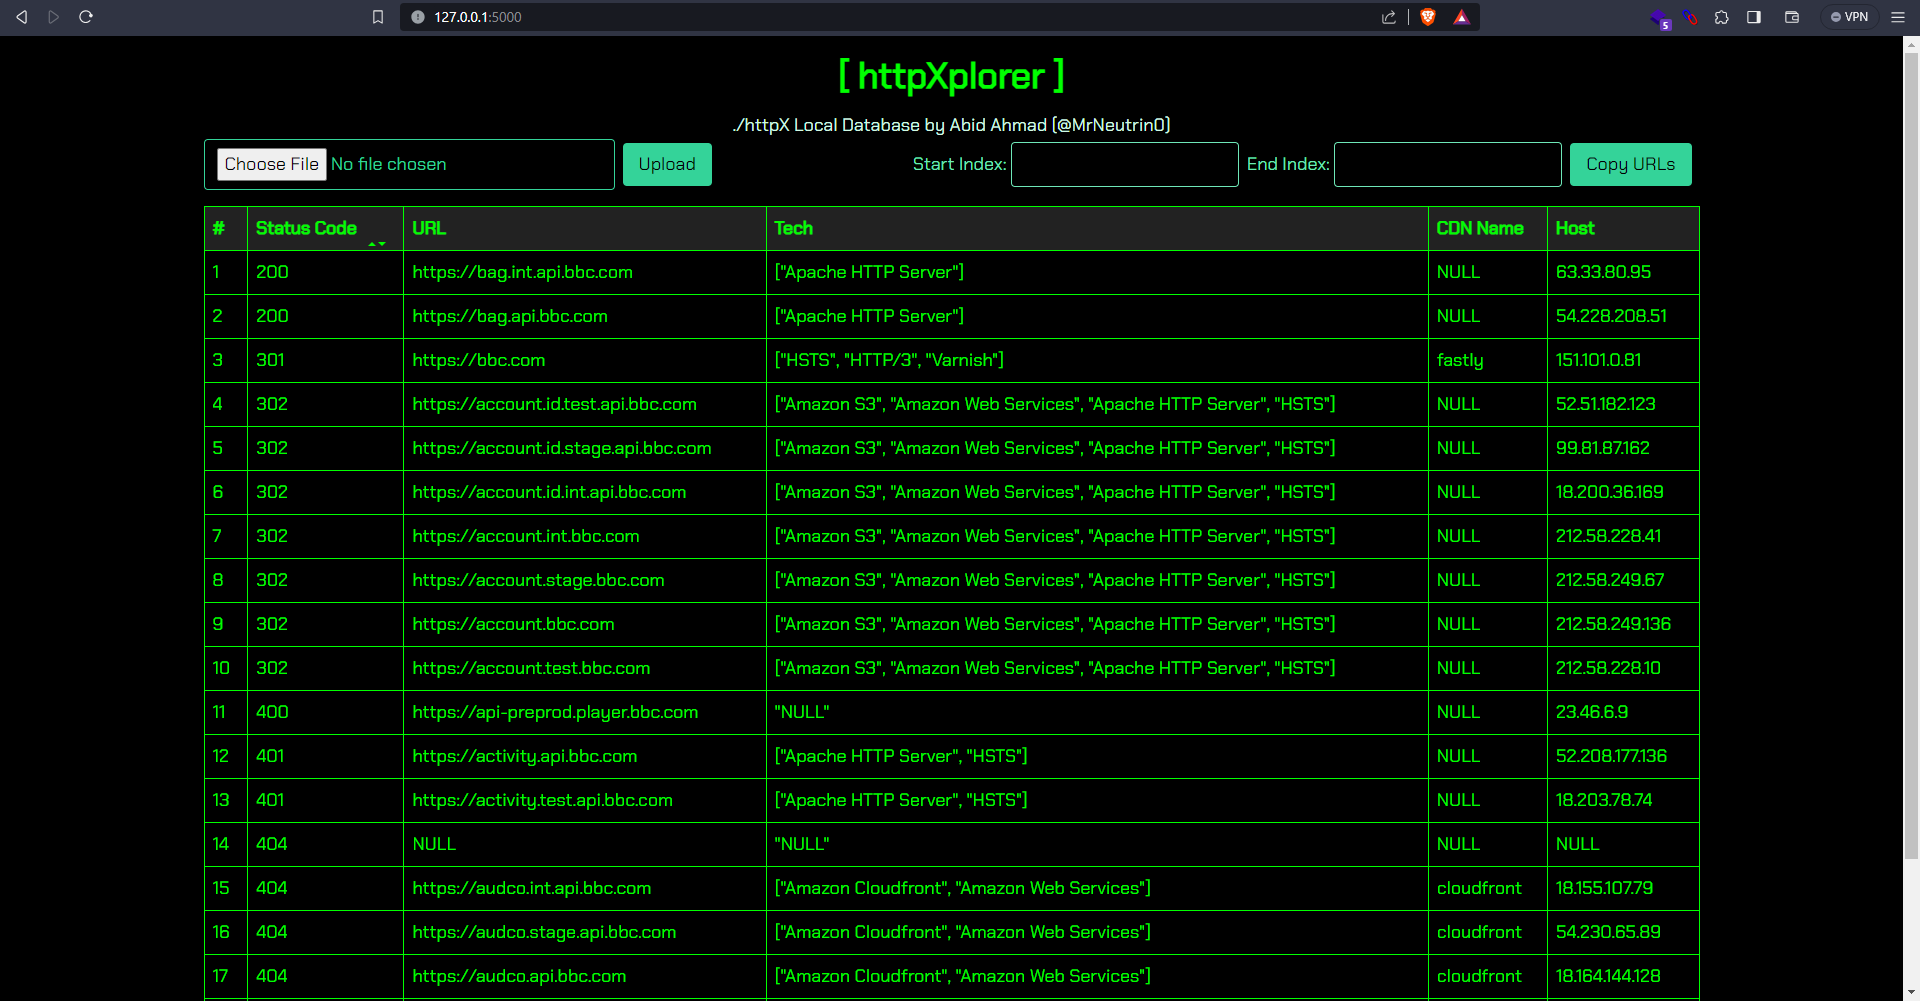 127.0.0.1:5000
5
VPN
[ httpXplorer ]
./httpX Local Database by Abid Ahmad (@MrNeutrin0)
Choose File No file chosen Upload Start Index: End Index: Copy URLs
# Status Code URL Tech CDN Name Host
1 200 https://bag.int.api.bbc.com ["Apache HTTP Server"] NULL 63.33.80.95
2 200 https://bag.api.bbc.com ["Apache HTTP Server"] NULL 54.228.208.51
3 301 https://bbc.com ["HSTS", "HTTP/3", "Varnish"] fastly 151.101.0.81
4 302 https://account.id.test.api.bbc.com ["Amazon S3", "Amazon Web Services", "Apache HTTP Server", "HSTS"] NULL 52.51.182.123
5 302 https://account.id.stage.api.bbc.com ["Amazon S3", "Amazon Web Services", "Apache HTTP Server", "HSTS"] NULL 99.81.87.162
6 302 https://account.id.int.api.bbc.com ["Amazon S3", "Amazon Web Services", "Apache HTTP Server", "HSTS"] NULL 18.200.36.169
7 302 https://account.int.bbc.com ["Amazon S3", "Amazon Web Services", "Apache HTTP Server", "HSTS"] NULL 212.58.228.41
8 302 https://account.stage.bbc.com ["Amazon S3", "Amazon Web Services", "Apache HTTP Server", "HSTS"] NULL 212.58.249.67
9 302 https://account.bbc.com ["Amazon S3", "Amazon Web Services", "Apache HTTP Server", "HSTS"] NULL 212.58.249.136
10 302 https://account.test.bbc.com ["Amazon S3", "Amazon Web Services", "Apache HTTP Server", "HSTS"] NULL 212.58.228.10
11 400 https://api-preprod.player.bbc.com "NULL" NULL 23.46.6.9
12 401 https://activity.api.bbc.com ["Apache HTTP Server", "HSTS"] NULL 52.208.177.136
13 401 https://activity.test.api.bbc.com ["Apache HTTP Server", "HSTS"] NULL 18.203.78.74
14 404 NULL "NULL" NULL NULL
15 404 https://audco.int.api.bbc.com ["Amazon Cloudfront", "Amazon Web Services"] cloudfront 18.155.107.79
16 404 https://audco.stage.api.bbc.com ["Amazon Cloudfront", "Amazon Web Services"] cloudfront 54.230.65.89
17 404 https://audco.api.bbc.com ["Amazon Cloudfront", "Amazon Web Services"] cloudfront 18.164.144.128